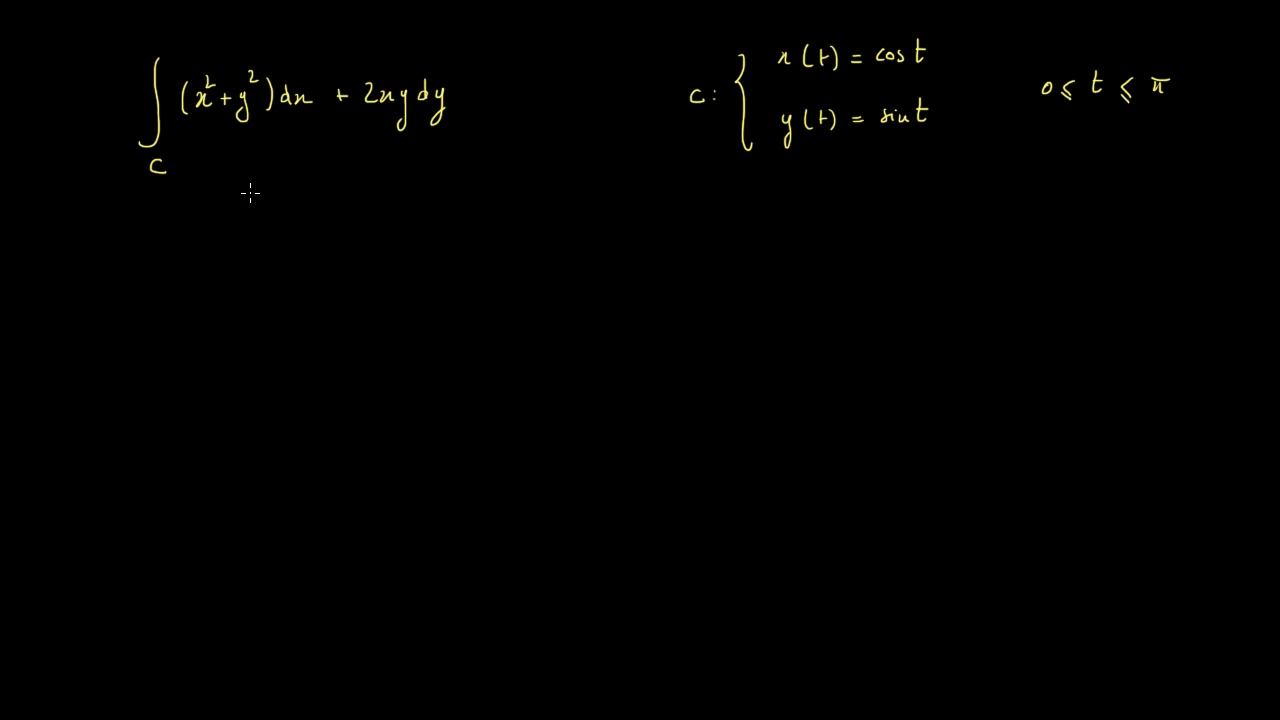 ∫_C (x² + y²) dx + 2xy dy
C: { x(t) = cos t
y(t) = sin t
0 ⩽ t ⩽ π